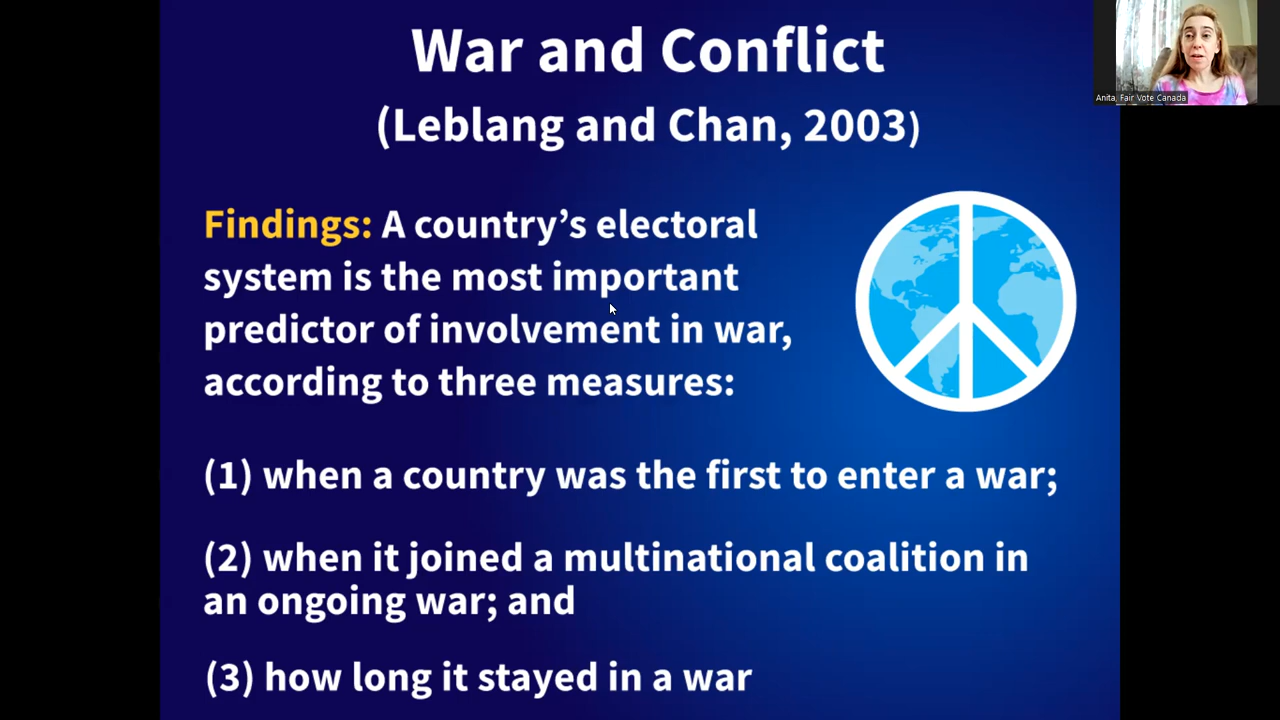 War and Conflict
(Leblang and Chan, 2003)
Anita, Fair Vote Canada
Findings: A country’s electoral
system is the most important
predictor of involvement in war,
according to three measures:
(1) when a country was the first to enter a war;
(2) when it joined a multinational coalition in
an ongoing war; and
(3) how long it stayed in a war